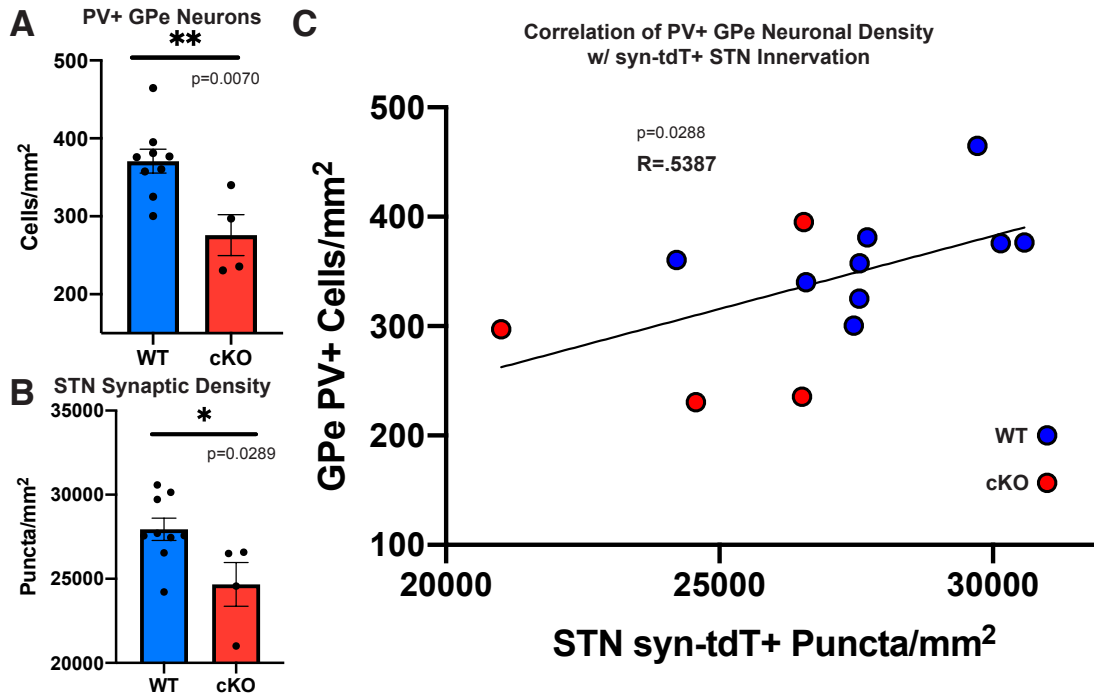 A
PV+ GPe Neurons
**
p=0.0070
500
400
300
200
Cells/mm²
WT cKO
B
STN Synaptic Density
*
p=0.0289
35000
30000
25000
20000
Puncta/mm²
WT cKO
C
Correlation of PV+ GPe Neuronal Density
w/ syn-tdT+ STN Innervation
p=0.0288
R=.5387
500
400
300
200
100
GPe PV+ Cells/mm²
WT
cKO
20000 25000 30000
STN syn-tdT+ Puncta/mm²